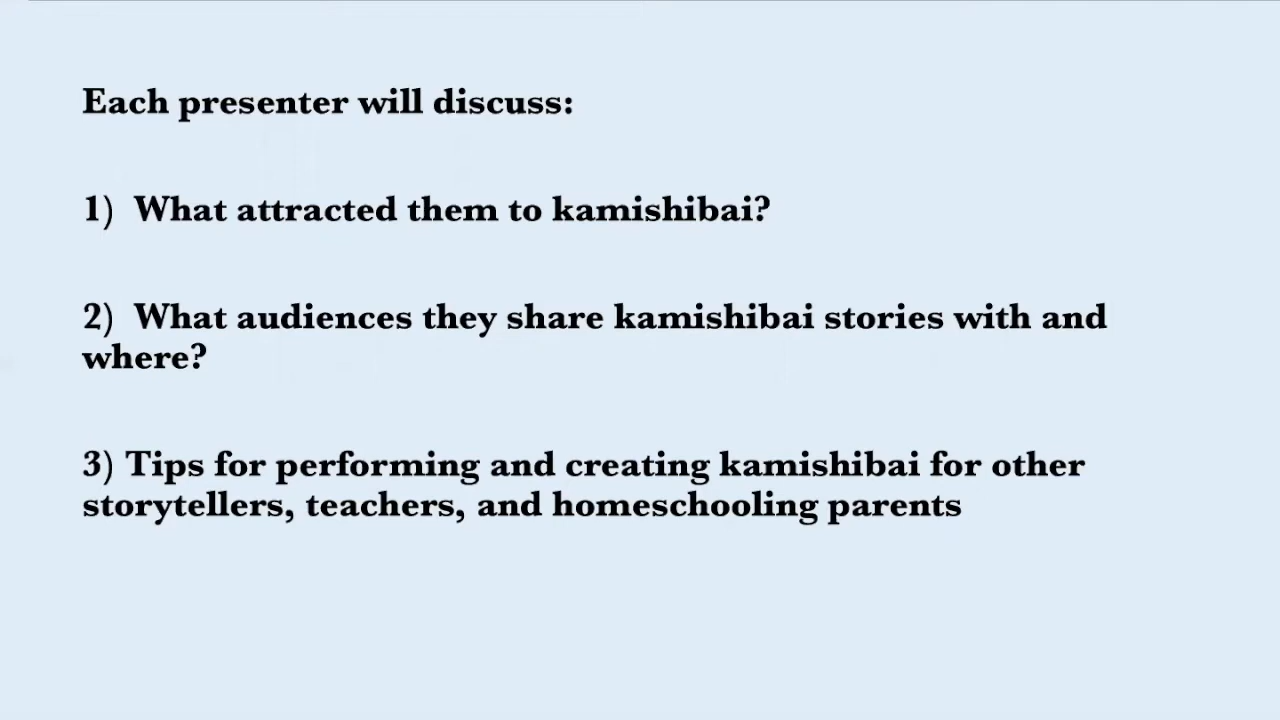 Each presenter will discuss:
1) What attracted them to kamishibai?
2) What audiences they share kamishibai stories with and
where?
3) Tips for performing and creating kamishibai for other
storytellers, teachers, and homeschooling parents